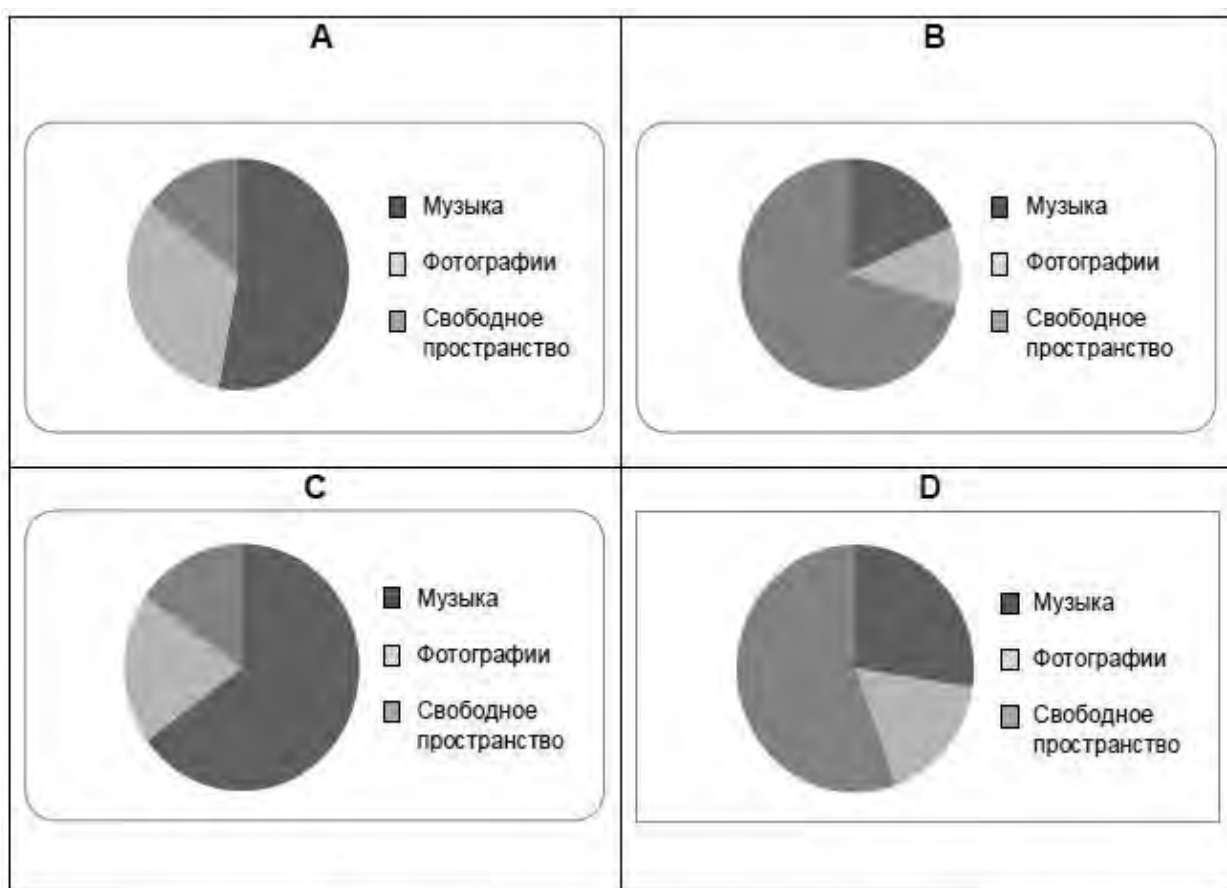 A
Музыка
Фотографии
Свободное
пространство
B
Музыка
Фотографии
Свободное
пространство
C
Музыка
Фотографии
Свободное
пространство
D
Музыка
Фотографии
Свободное
пространство